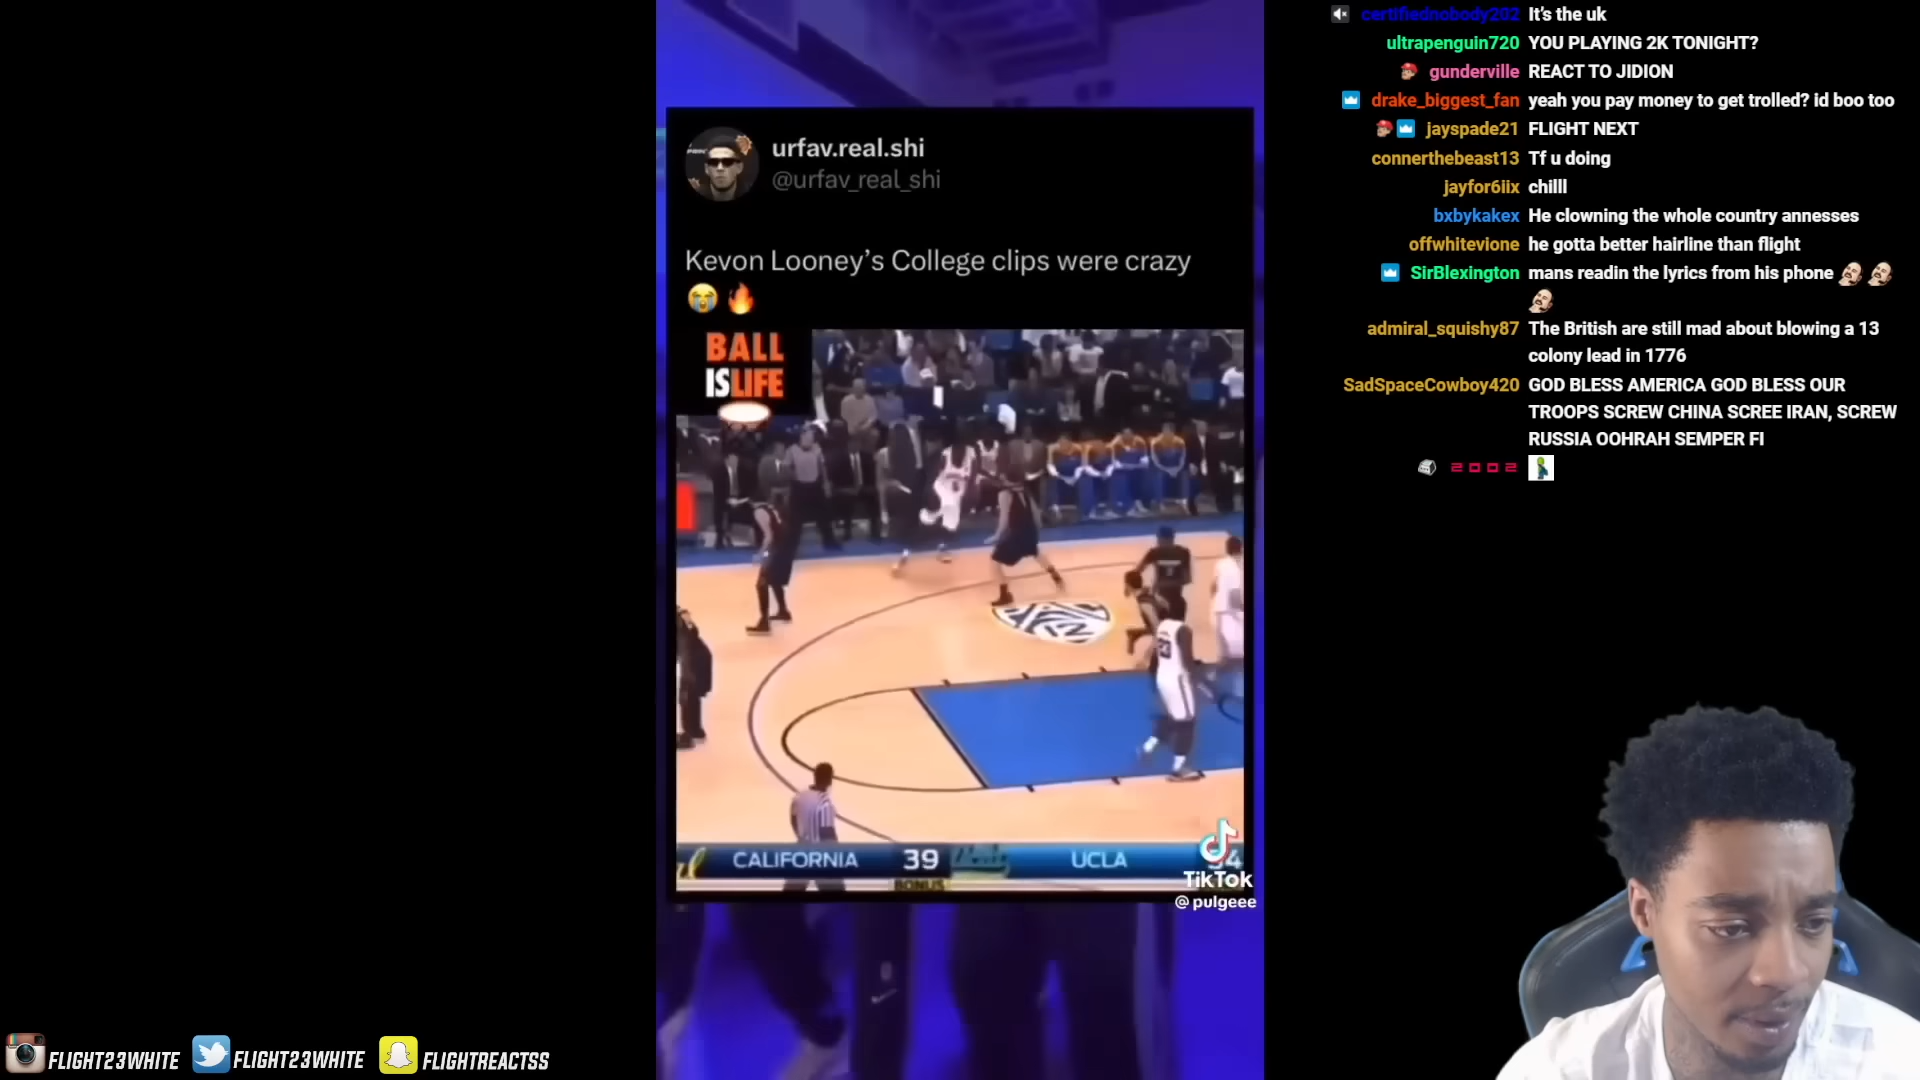 urfav.real.shi
@urfav_real_shi
Kevon Looney’s College clips were crazy
😭🔥
BALL
ISLIFE
CALIFORNIA 39 UCLA
BONUS
TikTok
@pulgeee
certifiednobody202 It’s the uk
ultrapenguin720 YOU PLAYING 2K TONIGHT?
gunderville REACT TO JIDION
drake_biggest_fan yeah you pay money to get trolled? id boo too
jayspade21 FLIGHT NEXT
connerthebeast13 Tf u doing
jayfor6iix chilll
bxbykakex He clowning the whole country annesses
offwhitevione he gotta better hairline than flight
SirBlexington mans readin the lyrics from his phone
admiral_squishy87 The British are still mad about blowing a 13
colony lead in 1776
SadSpaceCowboy420 GOD BLESS AMERICA GOD BLESS OUR
TROOPS SCREW CHINA SCREE IRAN, SCREW
RUSSIA OOHRAH SEMPER FI
2002
FLIGHT23WHITE FLIGHT23WHITE FLIGHTREACTSS